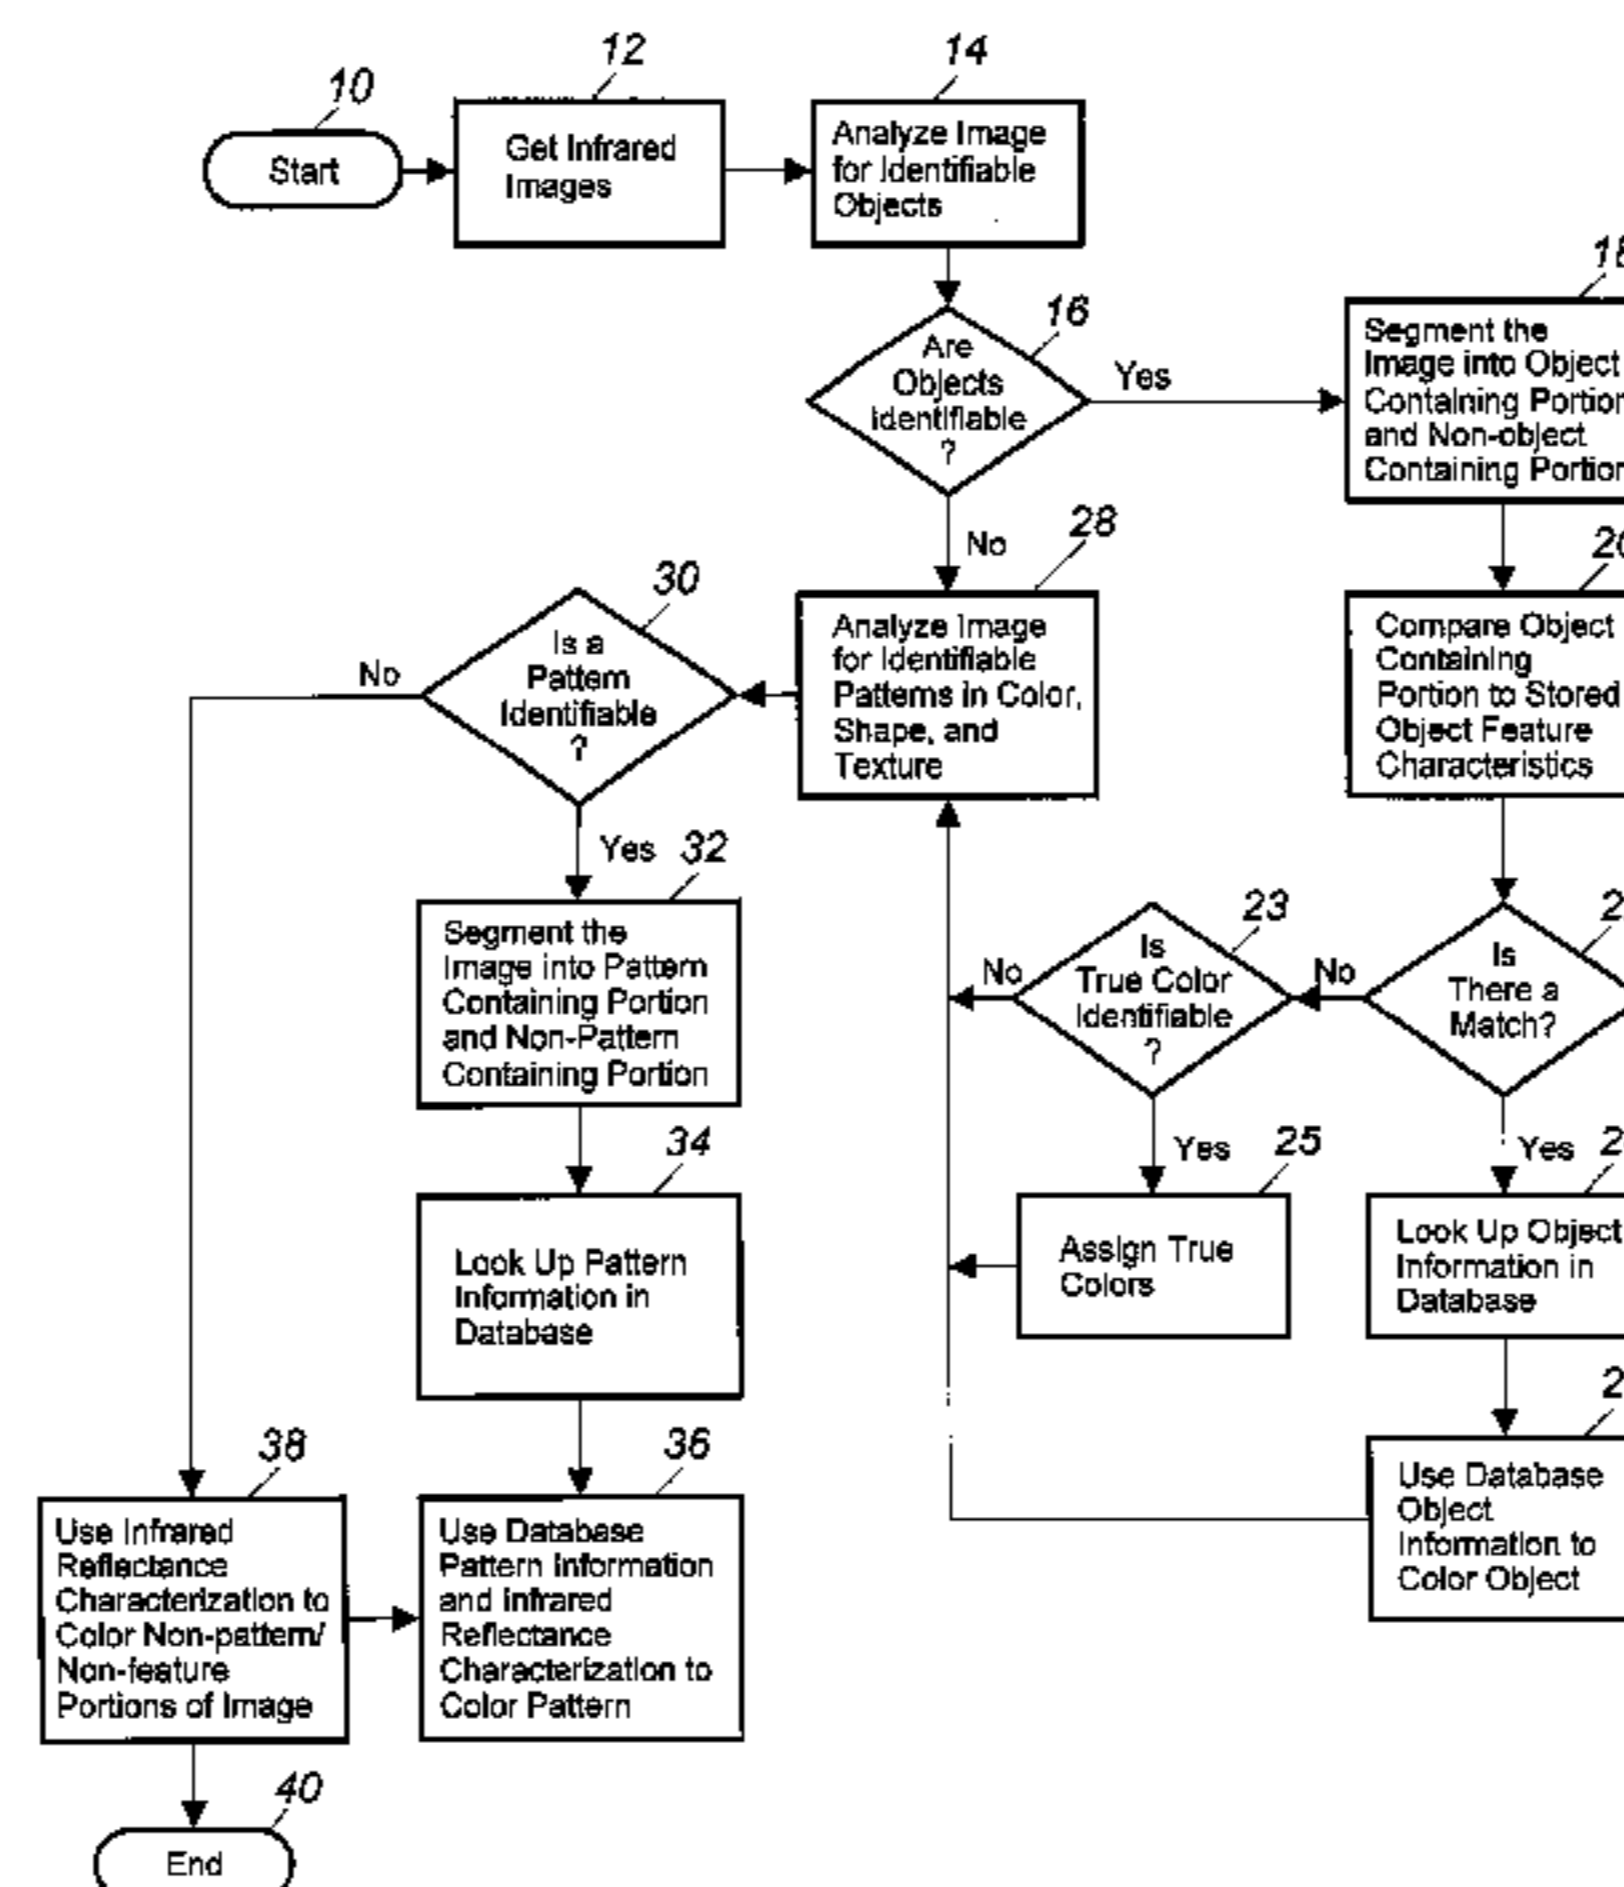 10
Start
12
Get Infrared
Images
14
Analyze Image
for Identifiable
Objects
16
Are
Objects
Identifiable
?
Yes
No
Segment the
Image into Object
Containing
and Non-object
Containing
Compare Object
Containing
Portion to Stored
Object Feature
Characteristics
28
Analyze Image
for Identifiable
Patterns in Color,
Shape, and
Texture
30
Is a
Pattern
Identifiable
?
No
Yes
32
Segment the
Image into Pattern
Containing Portion
and Non-Pattern
Containing Portion
23
Is
True Color
Identifiable
?
No
No
Is
There a
Match?
Yes
25
Assign True
Colors
Yes
Look Up Object
Information in
Database
34
Look Up Pattern
Information in
Database
Use Database
Object
Information to
Color Object
38
Use Infrared
Reflectance
Characterization to
Color Non-pattern/
Non-feature
Portions of Image
36
Use Database
Pattern Information
and Infrared
Reflectance
Characterization to
Color Pattern
40
End